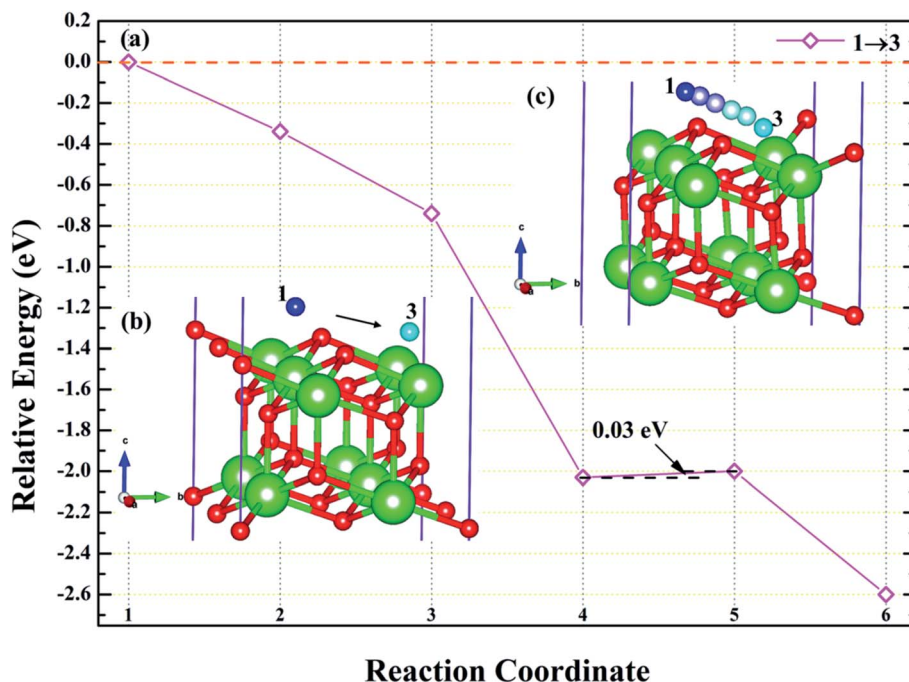 (a)
1→3
0.2
0.0
-0.2
-0.4
-0.6
-0.8
-1.0
-1.2
-1.4
-1.6
-1.8
-2.0
-2.2
-2.4
-2.6
Relative Energy (eV)
(c)
1
3
c
b
a
(b)
1
3
c
b
a
0.03 eV
1 2 3 4 5 6
Reaction Coordinate